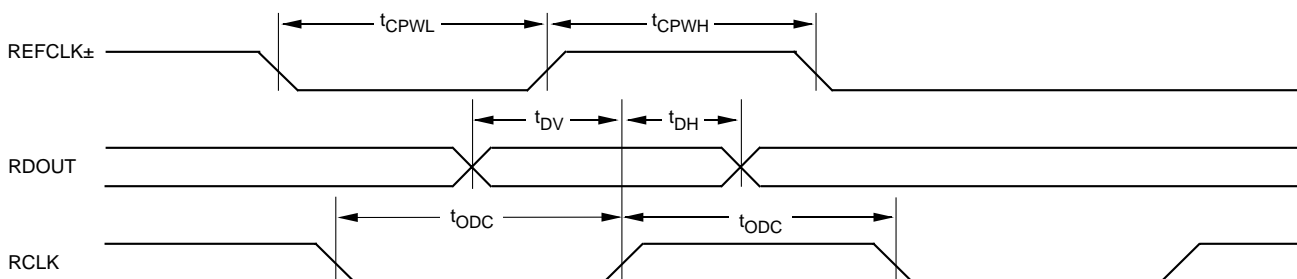 tCPWL tCPWH
REFCLK±
tDV tDH
RDOUT
tODC tODC
RCLK